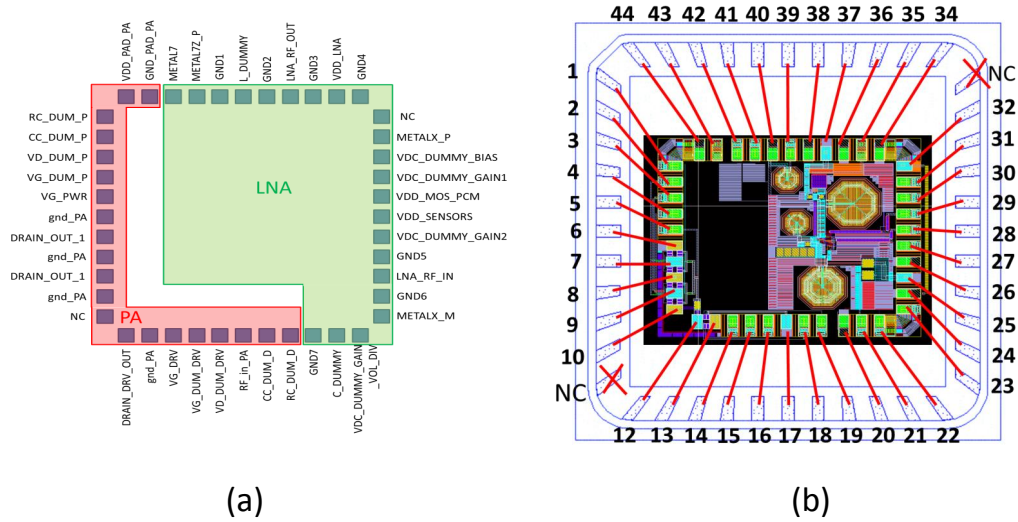 VDD_PAD_PA
GND_PAD_PA
METAL7
METAL7Z_P
GND1
L_DUMMY
GND2
LNA_RF_OUT
GND3
VDD_LNA
GND4
RC_DUM_P
CC_DUM_P
VD_DUM_P
VG_DUM_P
VG_PWR
gnd_PA
DRAIN_OUT_1
gnd_PA
DRAIN_OUT_1
gnd_PA
NC
LNA
PA
NC
METALX_P
VDC_DUMMY_BIAS
VDC_DUMMY_GAIN1
VDD_MOS_PCM
VDD_SENSORS
VDC_DUMMY_GAIN2
GND5
LNA_RF_IN
GND6
METALX_M
DRAIN_DRV_OUT
gnd_PA
VG_DRV
VG_DUM_DRV
VD_DUM_DRV
RF_in_PA
CC_DUM_D
RC_DUM_D
GND7
C_DUMMY
VDC_DUMMY_GAIN
_VOL_DIV
(a)
44 43 42 41 40 39 38 37 36 35 34
1
2
3
4
5
6
7
8
9
10
NC
NC
32
31
30
29
28
27
26
25
24
23
12 13 14 15 16 17 18 19 20 21 22
(b)